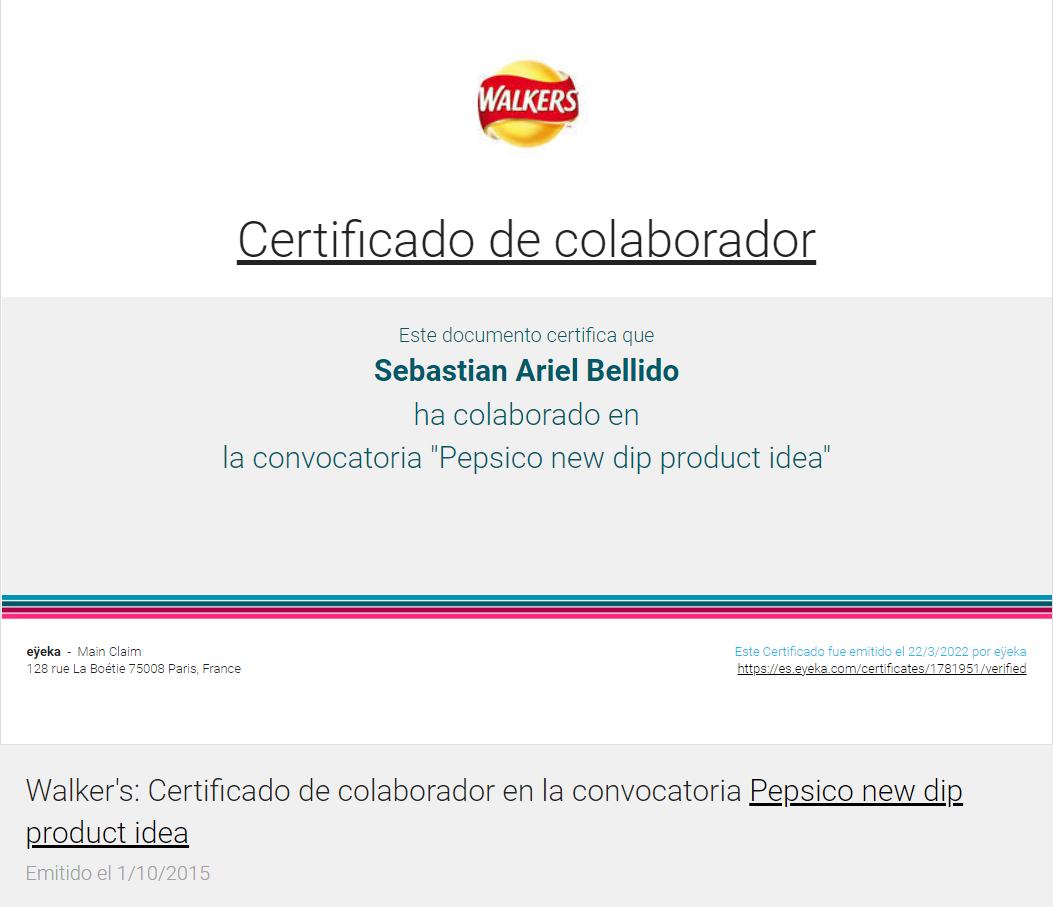 WALKERS
Certificado de colaborador
Este documento certifica que
Sebastian Ariel Bellido
ha colaborado en
la convocatoria "Pepsico new dip product idea"
eÿeka - Main Claim
128 rue La Boétie 75008 Paris, France
Este Certificado fue emitido el 22/3/2022 por eÿeka
https://es.eyeka.com/certificates/1781951/verified
Walker's: Certificado de colaborador en la convocatoria Pepsico new dip
product idea
Emitido el 1/10/2015